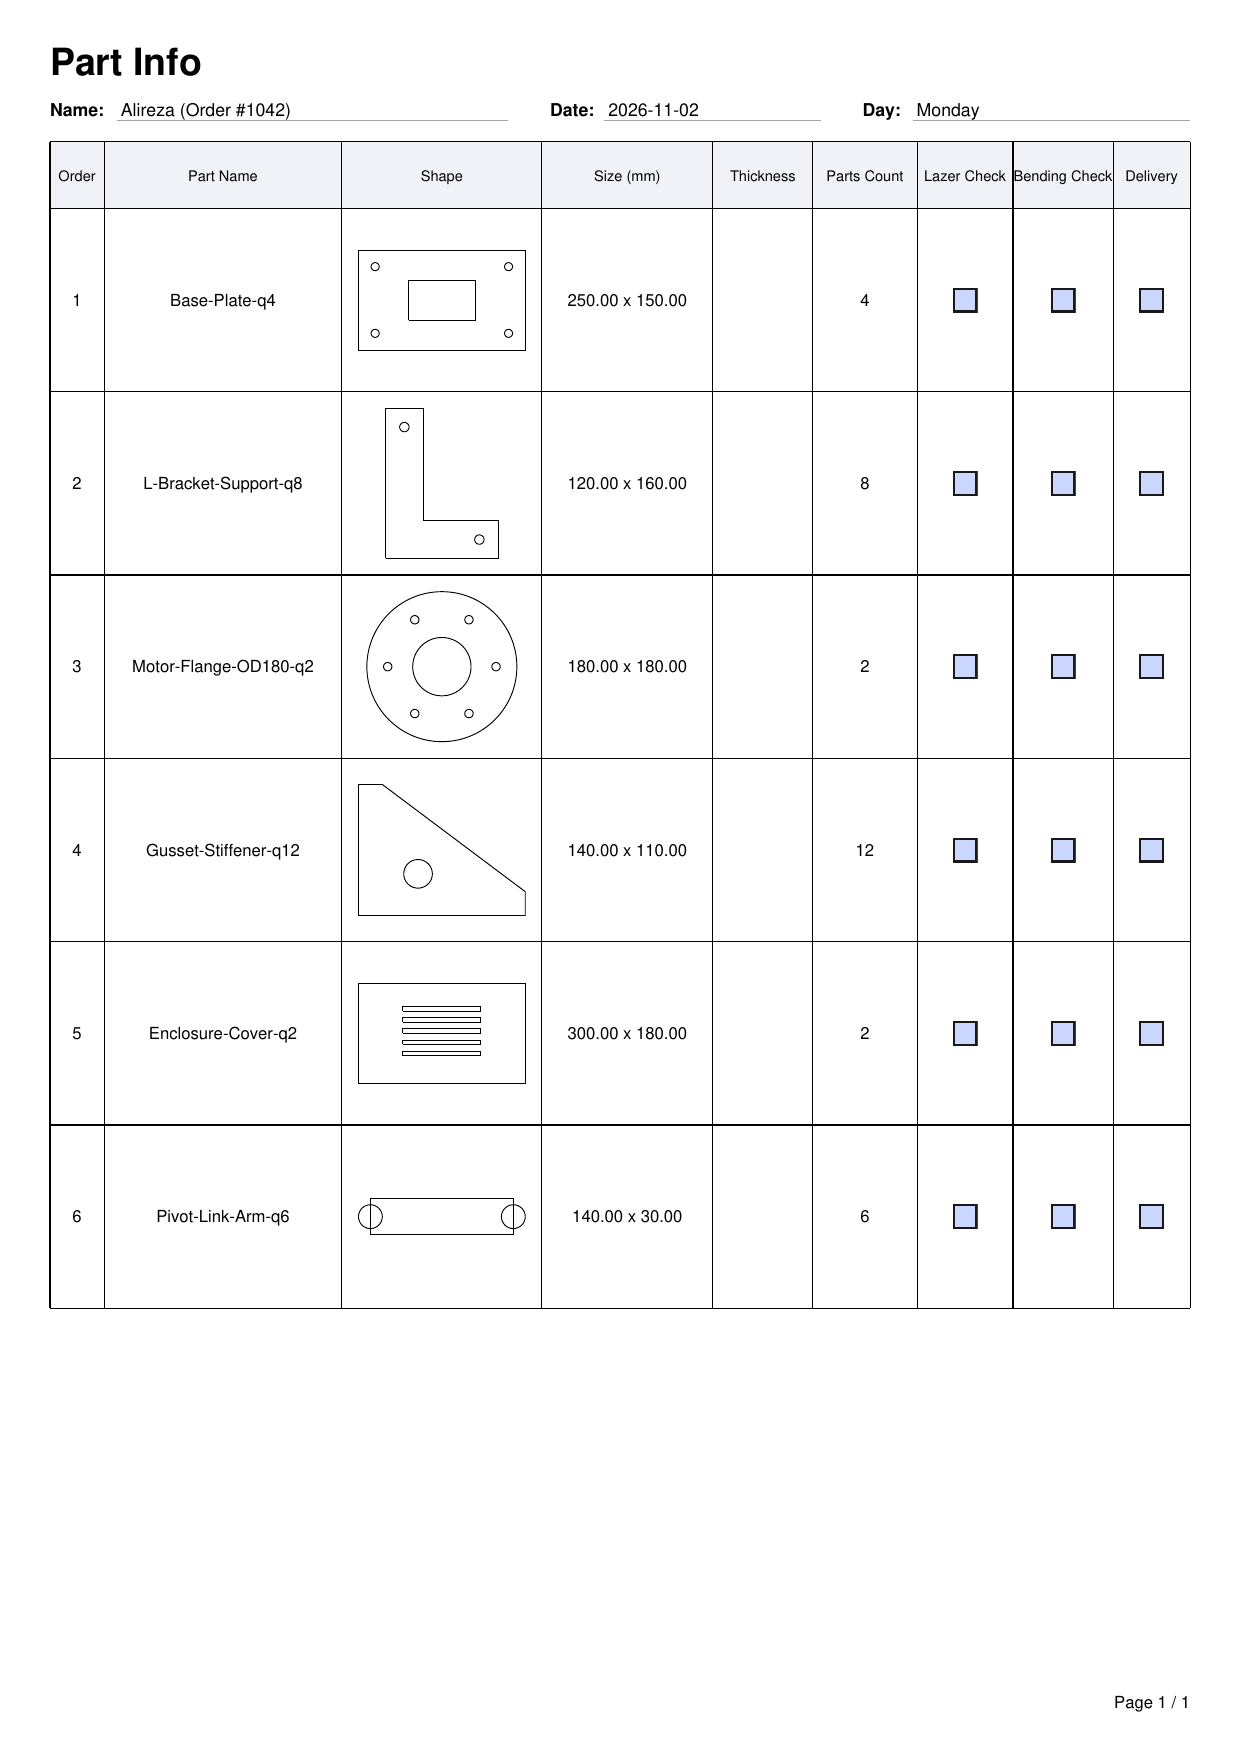 Part Info
Name: Alireza (Order #1042) Date: 2026-11-02 Day: Monday
Order Part Name Shape Size (mm) Thickness Parts Count Lazer Check Bending Check Delivery
1 Base-Plate-q4 250.00 x 150.00 4
2 L-Bracket-Support-q8 120.00 x 160.00 8
3 Motor-Flange-OD180-q2 180.00 x 180.00 2
4 Gusset-Stiffener-q12 140.00 x 110.00 12
5 Enclosure-Cover-q2 300.00 x 180.00 2
6 Pivot-Link-Arm-q6 140.00 x 30.00 6
Page 1 / 1